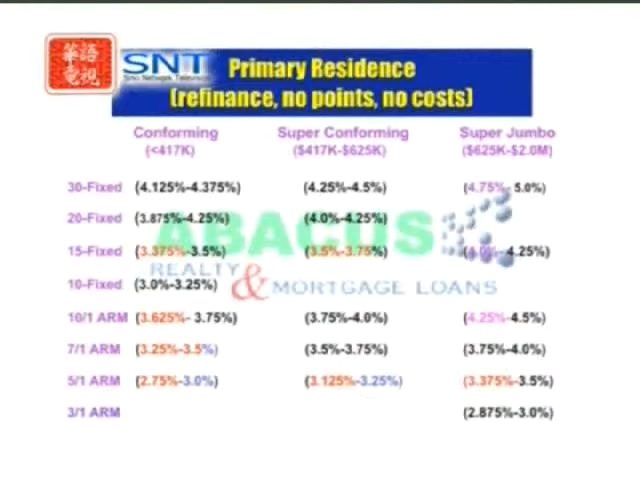 華語
電視
SNT
Sino Network Television
Primary Residence
(refinance, no points, no costs)
Conforming Super Conforming Super Jumbo
(<417K) ($417K-$625K) ($625K-$2.0M)
30-Fixed (4.125%-4.375%) (4.25%-4.5%) (4.75%- 5.0%)
20-Fixed (3.875%-4.25%) (4.0%-4.25%)
ABACUS
15-Fixed (3.375%-3.5%) (3.5%-3.75%) (4.0%- 4.25%)
REALTY & MORTGAGE LOANS
10-Fixed (3.0%-3.25%)
10/1 ARM (3.625%- 3.75%) (3.75%-4.0%) (4.25%-4.5%)
7/1 ARM (3.25%-3.5%) (3.5%-3.75%) (3.75%-4.0%)
5/1 ARM (2.75%-3.0%) (3.125%-3.25%) (3.375%-3.5%)
3/1 ARM (2.875%-3.0%)